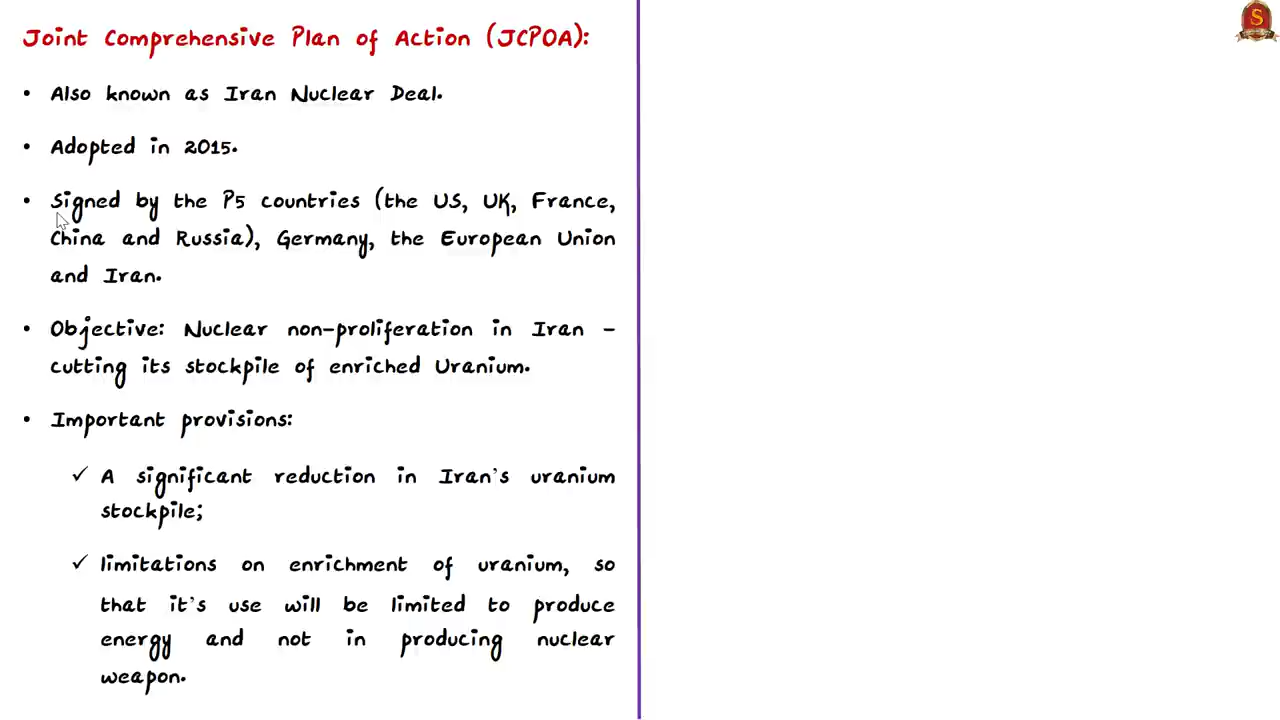 Joint Comprehensive Plan of Action (JCPOA):
• Also known as Iran Nuclear Deal.
• Adopted in 2015.
• Signed by the P5 countries (the US, UK, France,
China and Russia), Germany, the European Union
and Iran.
• Objective: Nuclear non-proliferation in Iran –
cutting its stockpile of enriched Uranium.
• Important provisions:
✓ A significant reduction in Iran's uranium
stockpile;
✓ limitations on enrichment of uranium, so
that it's use will be limited to produce
energy and not in producing nuclear
weapon.
S